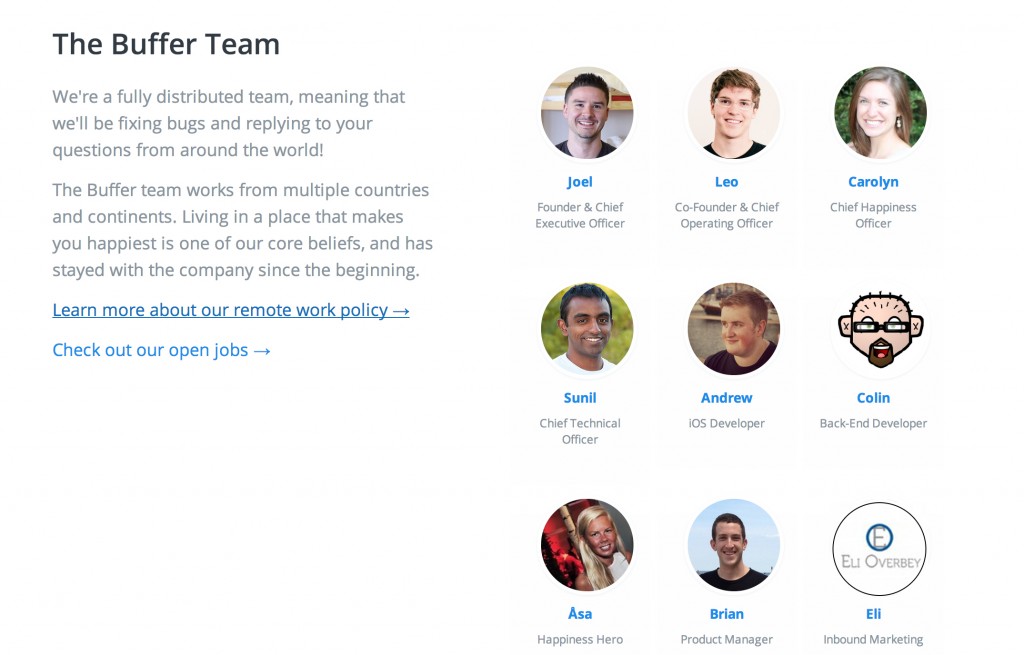 The Buffer Team
We're a fully distributed team, meaning that
we'll be fixing bugs and replying to your
questions from around the world!
The Buffer team works from multiple countries
and continents. Living in a place that makes
you happiest is one of our core beliefs, and has
stayed with the company since the beginning.
Learn more about our remote work policy →
Check out our open jobs →
Joel
Founder & Chief
Executive Officer
Leo
Co-Founder & Chief
Operating Officer
Carolyn
Chief Happiness
Officer
Sunil
Chief Technical
Officer
Andrew
iOS Developer
Colin
Back-End Developer
Åsa
Happiness Hero
Brian
Product Manager
E
ELI OVERBEY
Eli
Inbound Marketing